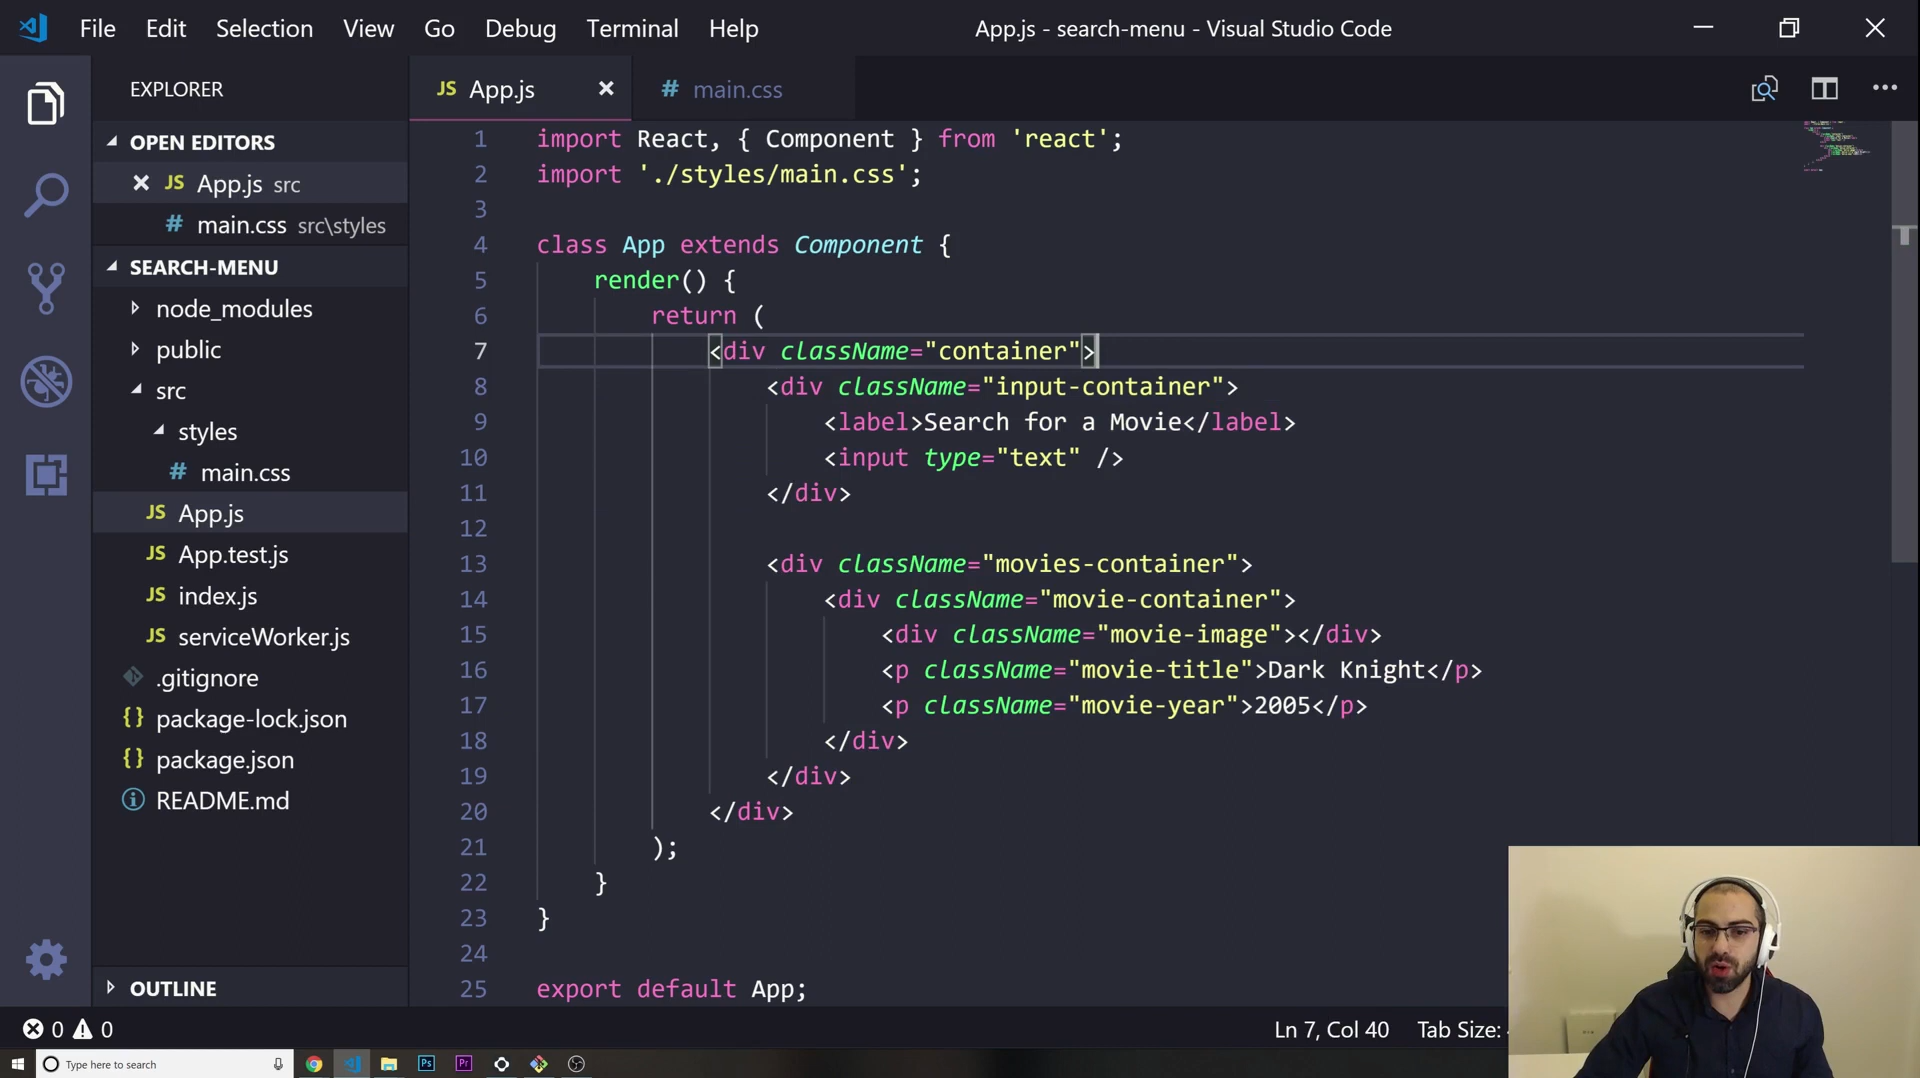 File Edit Selection View Go Debug Terminal Help
App.js - search-menu - Visual Studio Code
EXPLORER
OPEN EDITORS
JS App.js src
# main.css src\styles
SEARCH-MENU
node_modules
public
src
styles
# main.css
JS App.js
JS App.test.js
JS index.js
JS serviceWorker.js
.gitignore
{} package-lock.json
{} package.json
README.md
OUTLINE
JS App.js
# main.css
1 import React, { Component } from 'react';
2 import './styles/main.css';
3
4 class App extends Component {
5 render() {
6 return (
7 <div className="container">
8 <div className="input-container">
9 <label>Search for a Movie</label>
10 <input type="text" />
11 </div>
12
13 <div className="movies-container">
14 <div className="movie-container">
15 <div className="movie-image"></div>
16 <p className="movie-title">Dark Knight</p>
17 <p className="movie-year">2005</p>
18 </div>
19 </div>
20 </div>
21 );
22 }
23 }
24
25 export default App;
0 0
Ln 7, Col 40 Tab Size:
Type here to search
Ps Pr